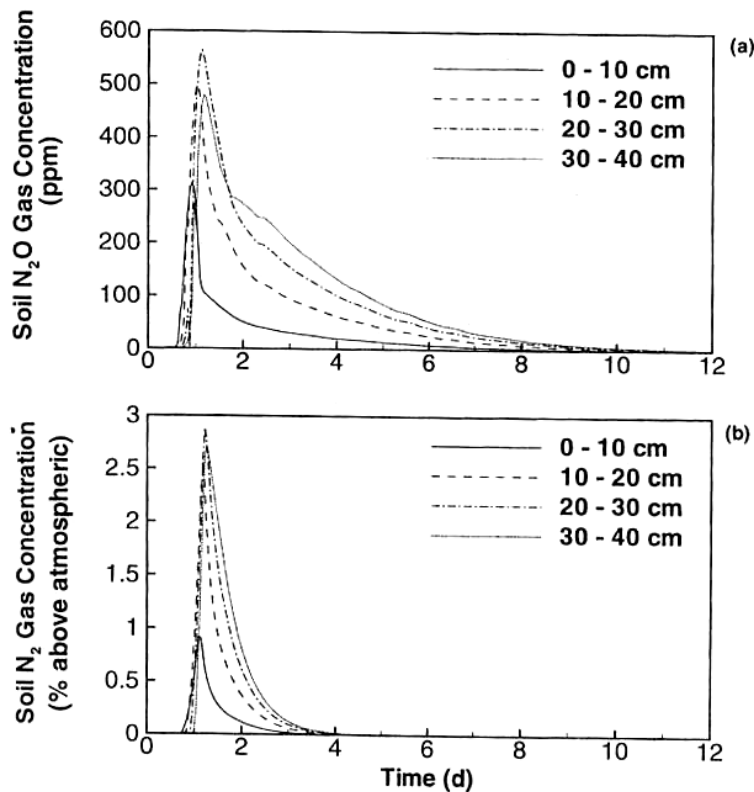 (a)
Soil N₂O Gas Concentration
(ppm)
600
500
400
300
200
100
0
0 - 10 cm
10 - 20 cm
20 - 30 cm
30 - 40 cm
0 2 4 6 8 10 12
(b)
Soil N₂ Gas Concentration
(% above atmospheric)
3
2.5
2
1.5
1
0.5
0
0 - 10 cm
10 - 20 cm
20 - 30 cm
30 - 40 cm
0 2 4 6 8 10 12
Time (d)